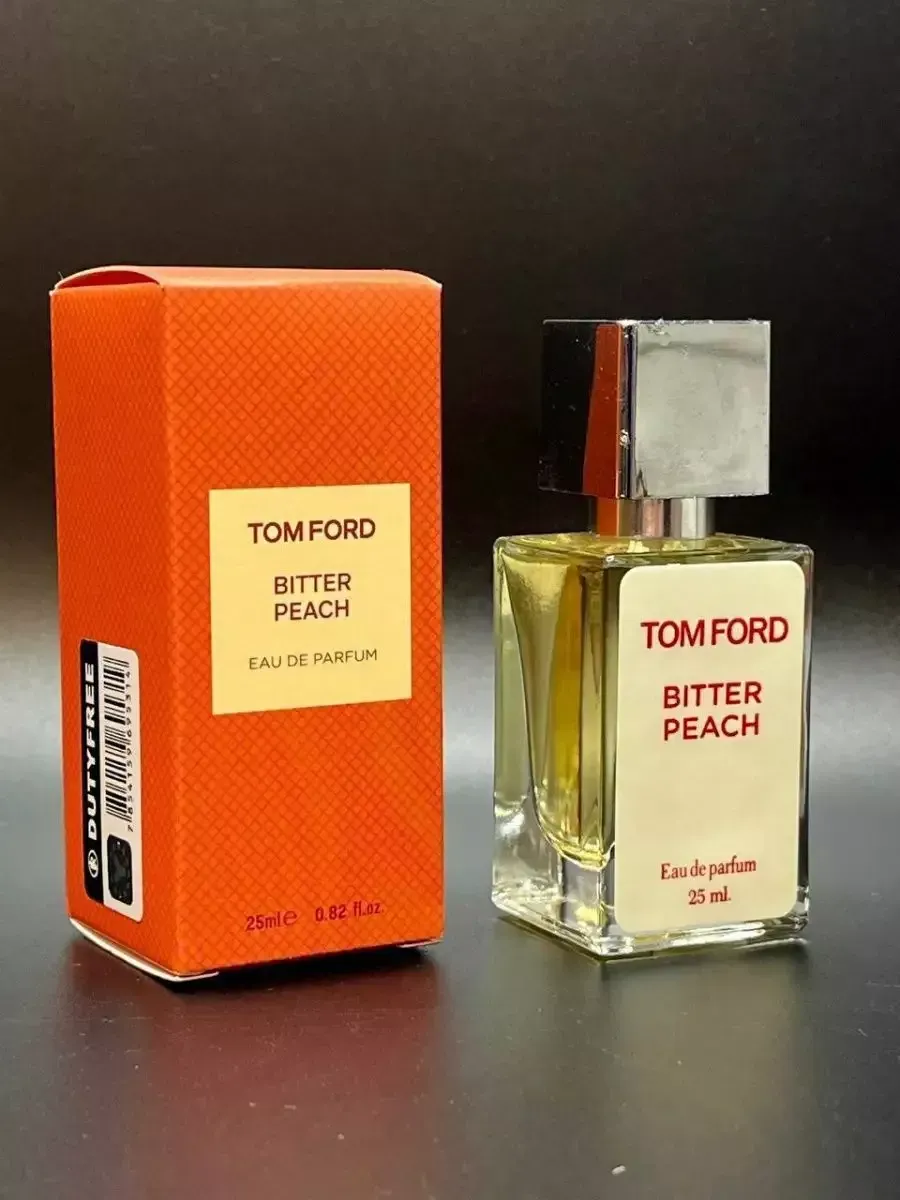 TOM FORD
BITTER
PEACH
EAU DE PARFUM
25ml e 0.82 fl.oz.
DUTYFREE
TOM FORD
BITTER
PEACH
Eau de parfum
25 ml.